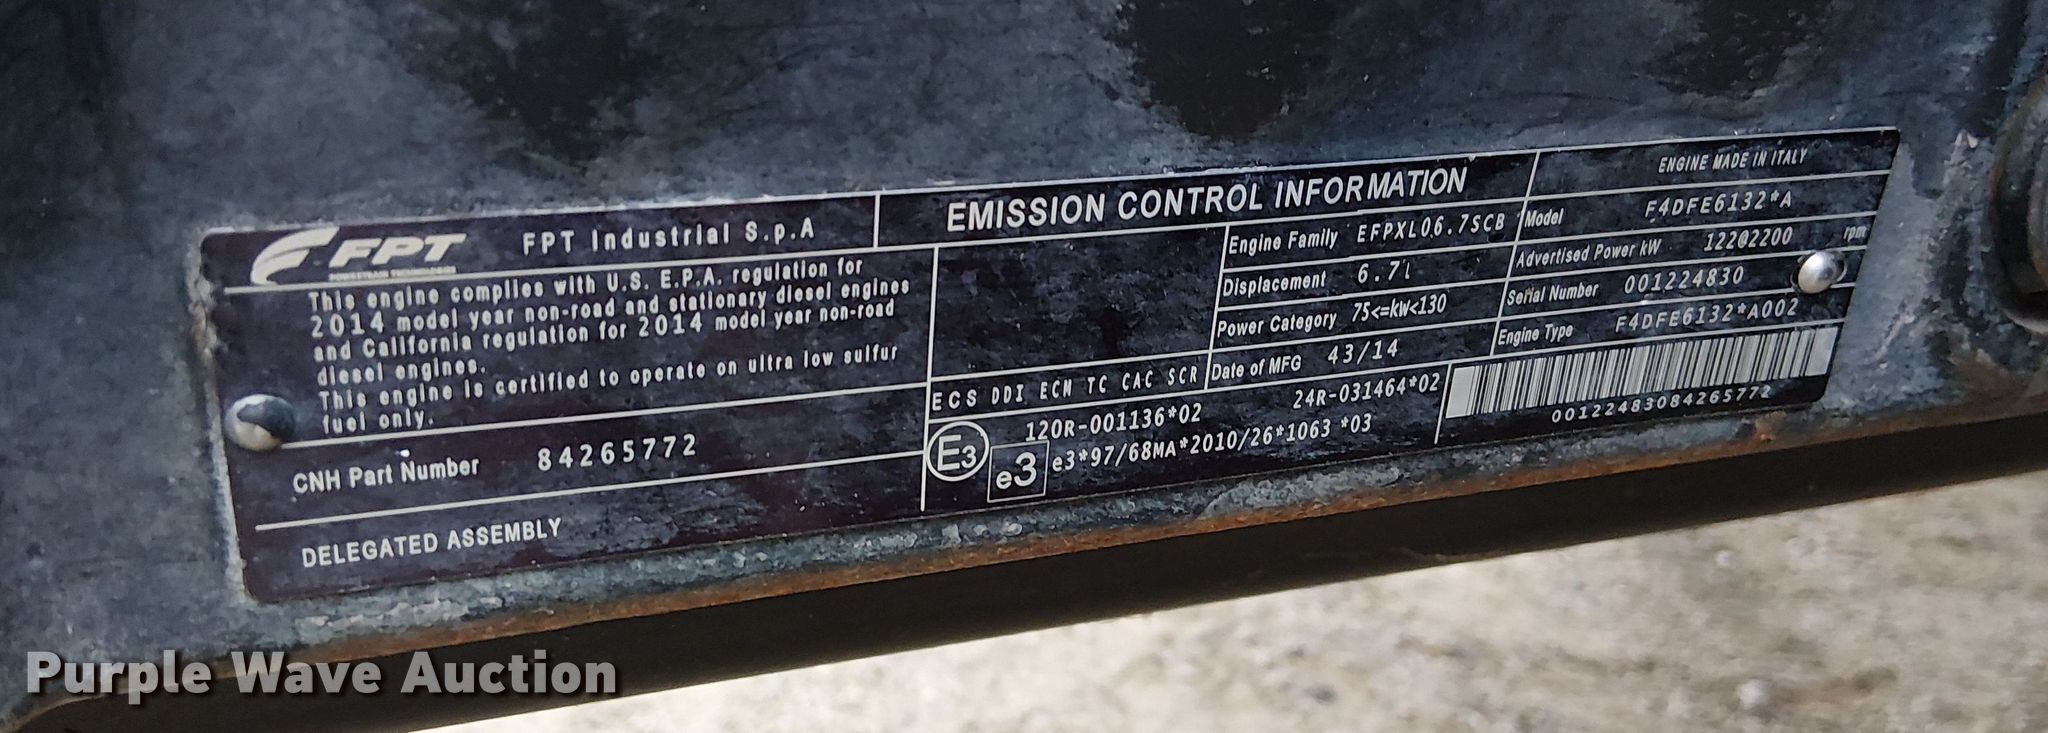 FPT
POWERTRAIN TECHNOLOGIES
FPT Industrial S.p.A
EMISSION CONTROL INFORMATION
ENGINE MADE IN ITALY
This engine complies with U.S. E.P.A. regulation for
2014 model year non-road and stationary diesel engines
and California regulation for 2014 model year non-road
diesel engines.
This engine is certified to operate on ultra low sulfur
fuel only.
CNH Part Number 84265772
DELEGATED ASSEMBLY
Engine Family EFPXL06.7SCB
Displacement 6.7l
Power Category 75<=kW<130
ECS DDI ECM TC CAC SCR
Date of MFG 43/14
Model F4DFE6132*A
Advertised Power kW 122@2200 rpm
Serial Number 001224830
Engine Type F4DFE6132*A002
120R-001136*02 24R-031464*02
E3 e3 e3*97/68MA*2010/26*1063 *03
00122483084265772
Purple Wave Auction